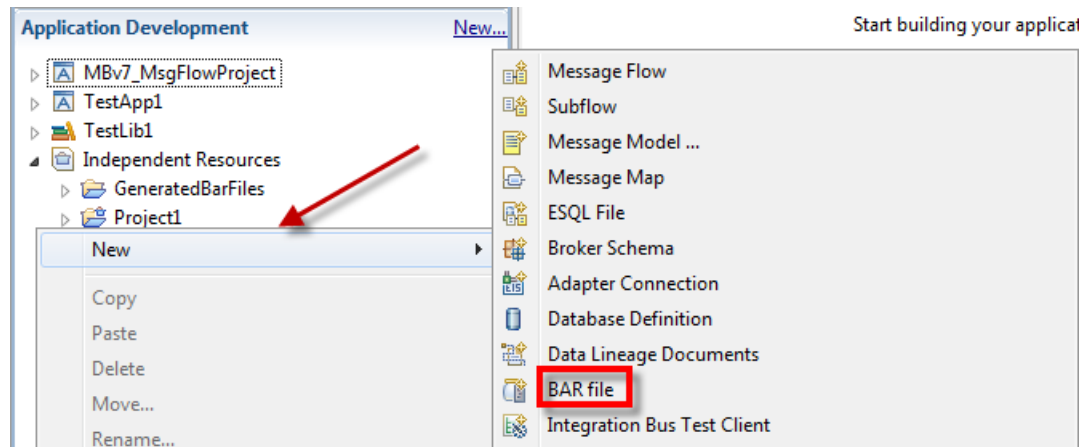 Application Development New...
Start building your applicat
MBv7_MsgFlowProject
TestApp1
TestLib1
Independent Resources
GeneratedBarFiles
Project1
New
Copy
Paste
Delete
Move...
Rename...
Message Flow
Subflow
Message Model ...
Message Map
ESQL File
Broker Schema
Adapter Connection
Database Definition
Data Lineage Documents
BAR file
Integration Bus Test Client